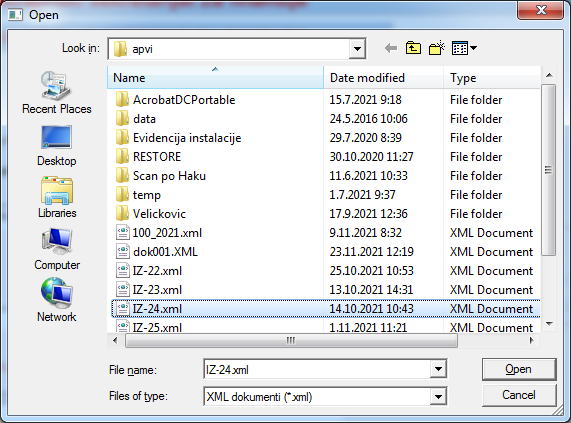 Open
Look in: apvi
Recent Places
Desktop
Libraries
Computer
Network
Name Date modified Type
AcrobatDCPortable 15.7.2021 9:18 File folder
data 24.5.2016 10:06 File folder
Evidencija instalacije 29.7.2020 8:39 File folder
RESTORE 30.10.2020 11:27 File folder
Scan po Haku 11.6.2021 10:33 File folder
temp 1.7.2021 9:37 File folder
Velickovic 17.9.2021 12:36 File folder
100_2021.xml 9.11.2021 8:32 XML Document
dok001.XML 23.11.2021 12:19 XML Document
IZ-22.xml 25.10.2021 10:53 XML Document
IZ-23.xml 13.10.2021 14:31 XML Document
IZ-24.xml 14.10.2021 10:43 XML Document
IZ-25.xml 1.11.2021 11:21 XML Document
File name: IZ-24.xml Open
Files of type: XML dokumenti (*.xml) Cancel